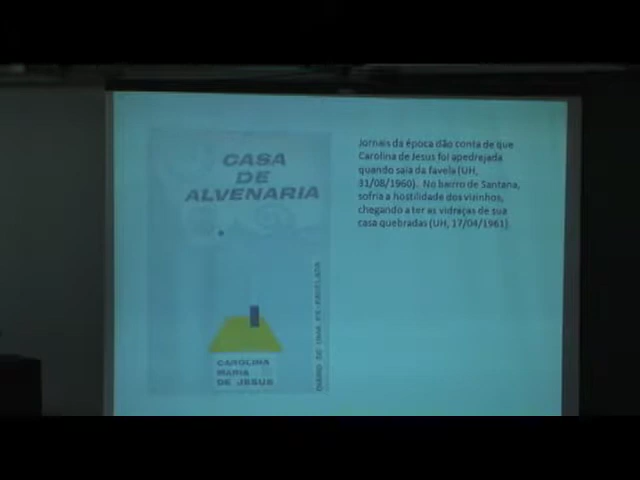 CASA
DE
ALVENARIA
CAROLINA
MARIA
DE JESUS
DIÁRIO DE UMA EX-FAVELADA
Jornais da época dão conta de que
Carolina de Jesus foi apedrejada
quando saia da favela (UH,
31/08/1960). No bairro de Santana,
sofria a hostilidade dos vizinhos,
chegando a ter as vidraças de sua
casa quebradas (UH, 17/04/1961)